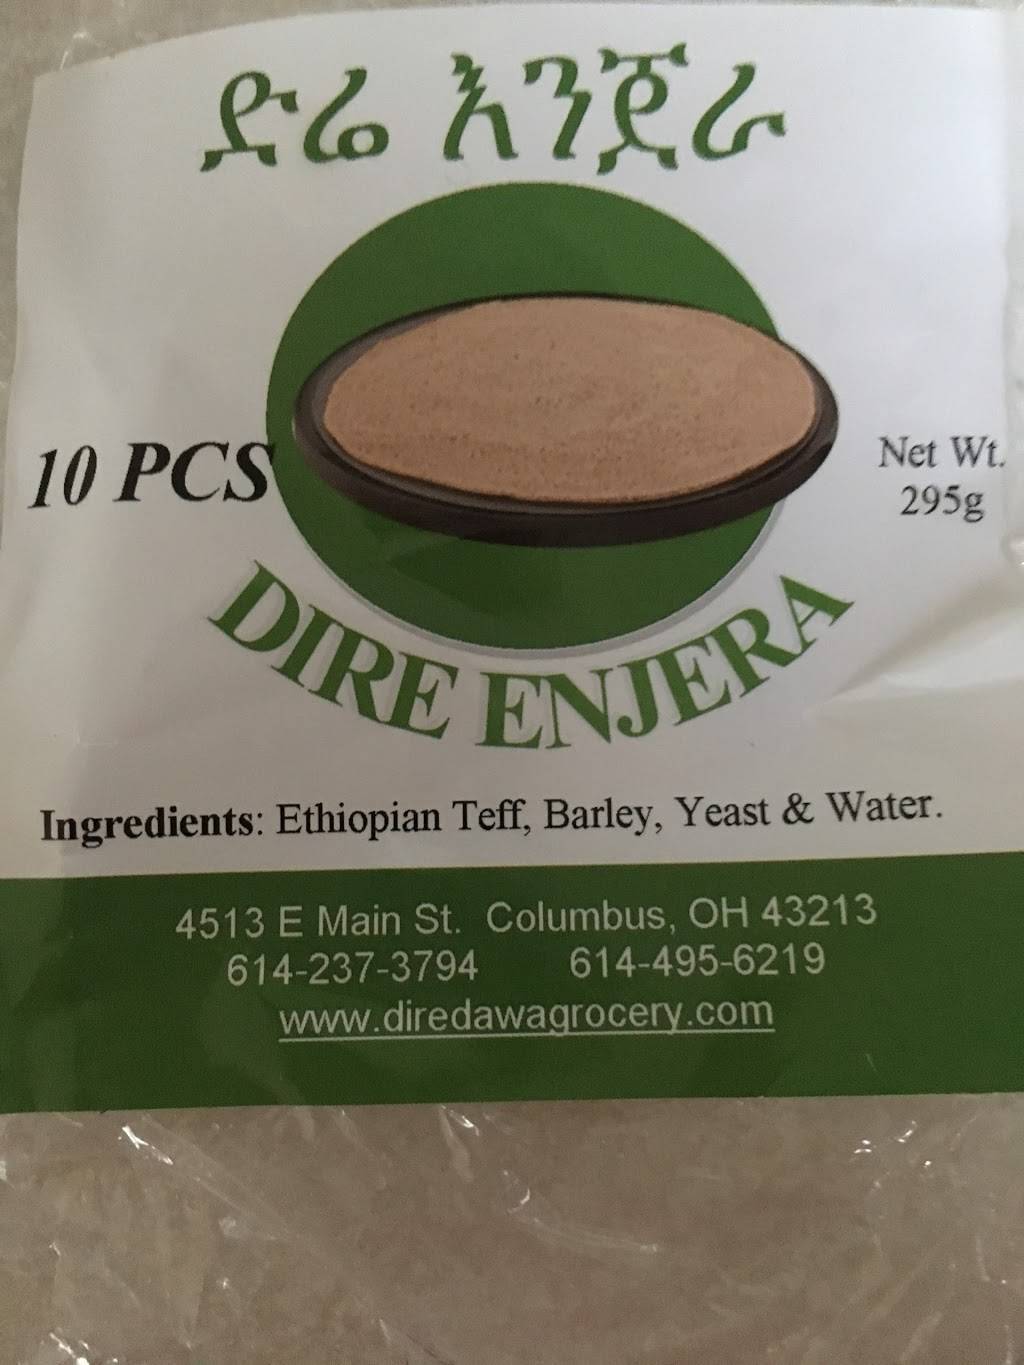 ድሬ እንጀራ
10 PCS
Net Wt.
295g
DIRE ENJERA
Ingredients: Ethiopian Teff, Barley, Yeast & Water.
4513 E Main St. Columbus, OH 43213
614-237-3794 614-495-6219
www.diredawagrocery.com